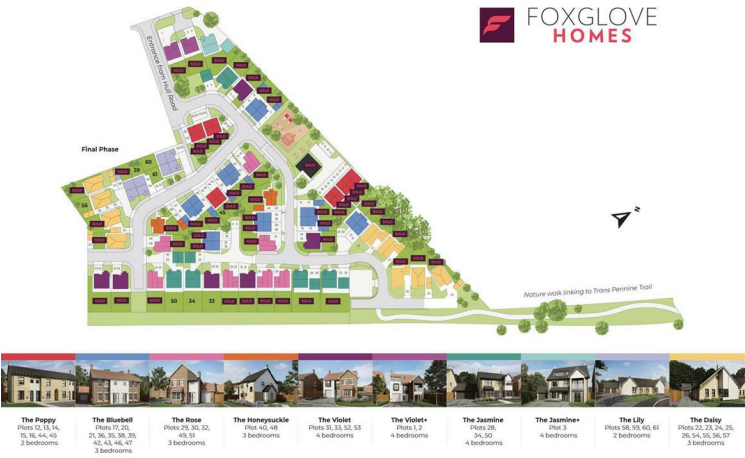 FOXGLOVE
HOMES
Entrance from Hull Road
Final Phase
60
59
61
56
45
50
34
33
SOLD
N
Nature walk linking to Trans Pennine Trail
The Poppy
Plots 12, 13, 14,
15, 16, 44, 45
2 bedrooms
The Bluebell
Plots 17, 20,
21, 36, 35, 38, 39,
42, 43, 46, 47
3 bedrooms
The Rose
Plots 29, 30, 32,
49, 51
3 bedrooms
The Honeysuckle
Plot 40, 48
3 bedrooms
The Violet
Plots 31, 33, 52, 53
4 bedrooms
The Violet+
Plots 1, 2
4 bedrooms
The Jasmine
Plots 28,
34, 50
4 bedrooms
The Jasmine+
Plot 3
4 bedrooms
The Lily
Plots 58, 59, 60, 61
2 bedrooms
The Daisy
Plots 22, 23, 24, 25,
26, 54, 55, 56, 57
3 bedrooms